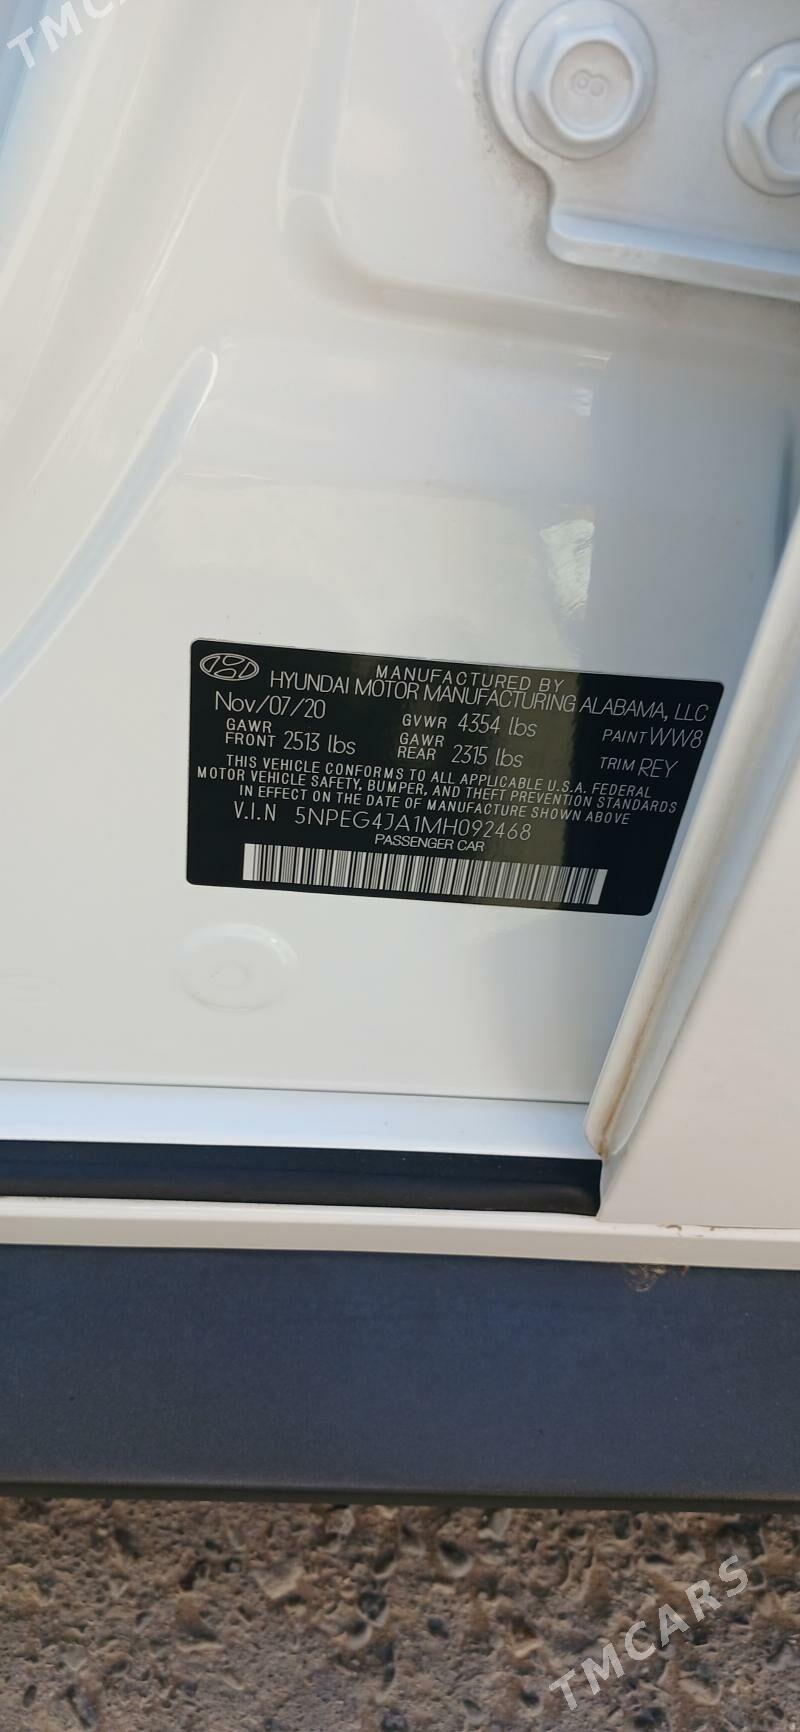 TMCA
8
MANUFACTURED BY
HYUNDAI MOTOR MANUFACTURING ALABAMA, LLC
Nov/07/20 GVWR 4354 lbs PAINT WW8
GAWR FRONT 2513 lbs GAWR REAR 2315 lbs TRIM REY
THIS VEHICLE CONFORMS TO ALL APPLICABLE U.S.A. FEDERAL
MOTOR VEHICLE SAFETY, BUMPER, AND THEFT PREVENTION STANDARDS
IN EFFECT ON THE DATE OF MANUFACTURE SHOWN ABOVE
V.I.N 5NPEG4JA1MH092468
PASSENGER CAR
TMCARS